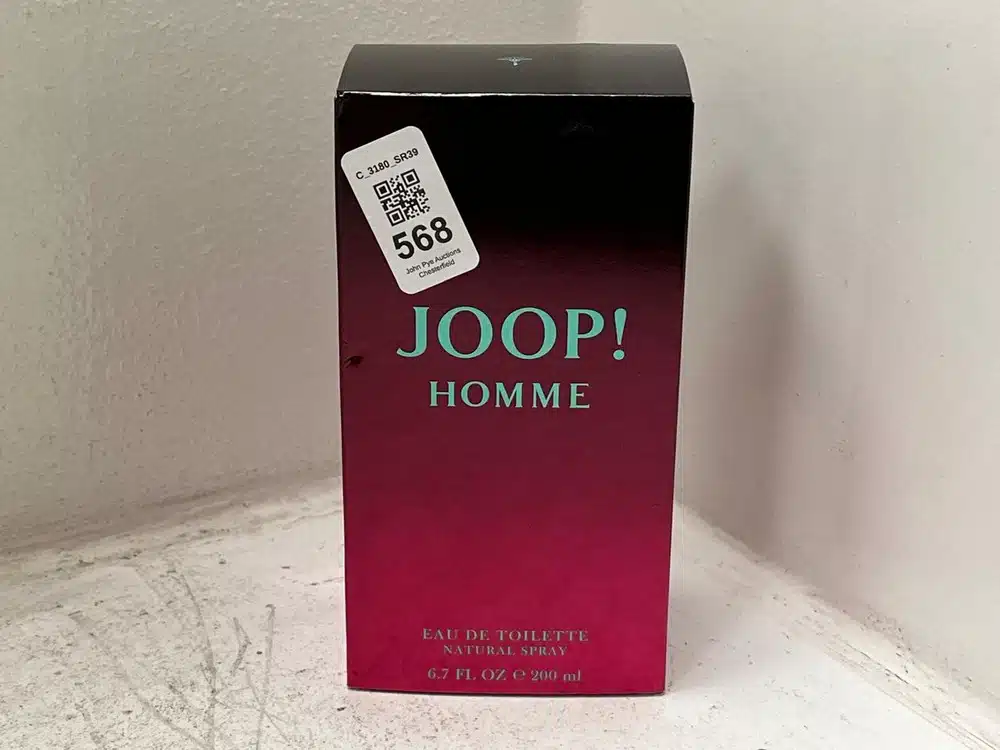 C_3180_SR39
568
John Pye Auctions
Chesterfield
JOOP!
HOMME
EAU DE TOILETTE
NATURAL SPRAY
6.7 FL. OZ ℮ 200 ml